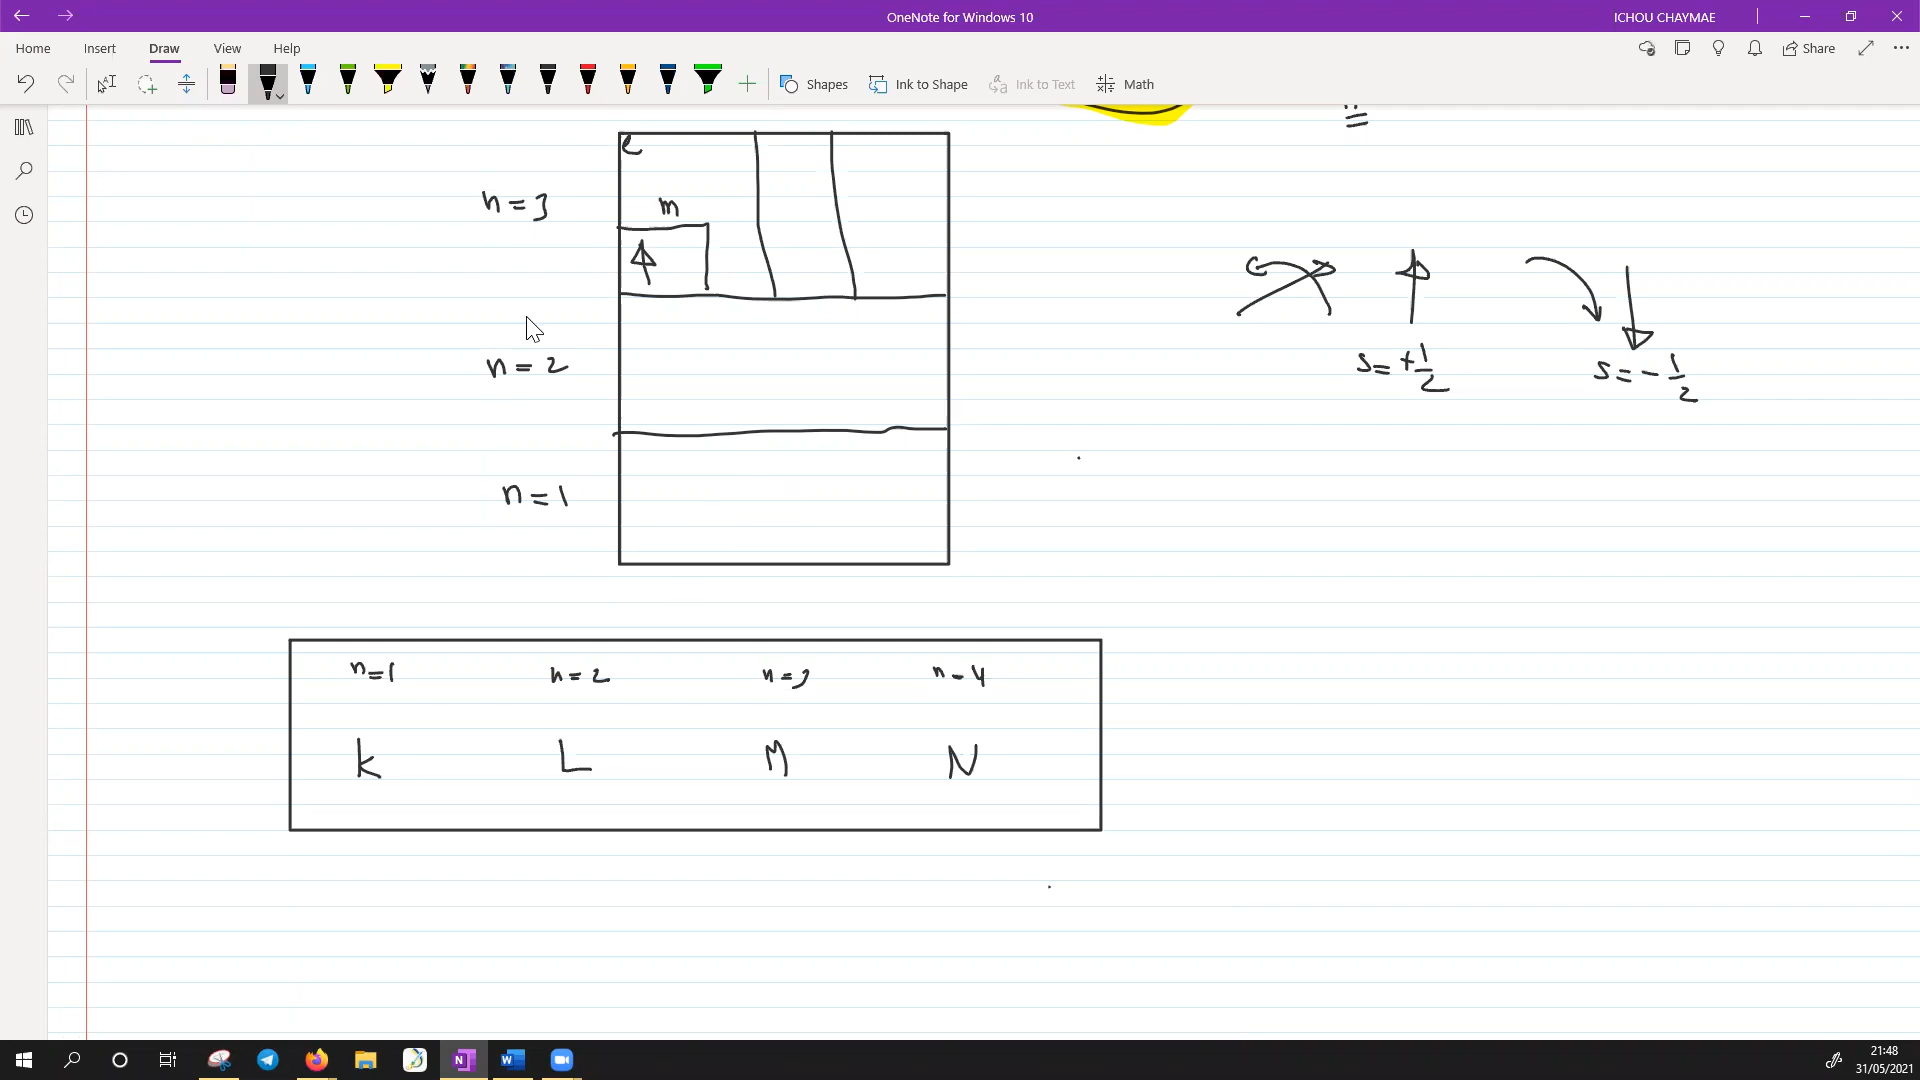 OneNote for Windows 10
ICHOU CHAYMAE
Home Insert Draw View Help
Share
Shapes Ink to Shape Ink to Text Math
l
n = 3
m
n = 2
n = 1
s = + 1/2
s = - 1/2
n = 1 n = 2 n = 3 n - 4
K L M N
21:48
31/05/2021